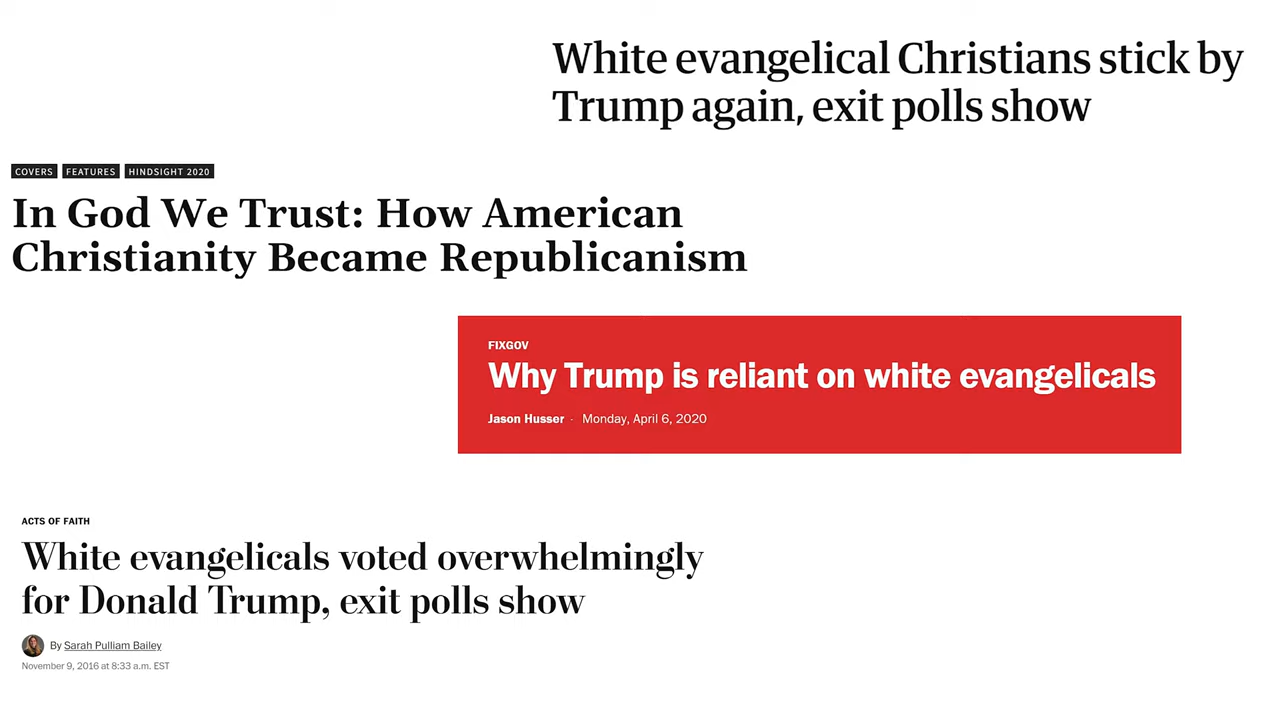 White evangelical Christians stick by
Trump again, exit polls show
COVERS FEATURES HINDSIGHT 2020
In God We Trust: How American
Christianity Became Republicanism
FIXGOV
Why Trump is reliant on white evangelicals
Jason Husser - Monday, April 6, 2020
ACTS OF FAITH
White evangelicals voted overwhelmingly
for Donald Trump, exit polls show
By Sarah Pulliam Bailey
November 9, 2016 at 8:33 a.m. EST